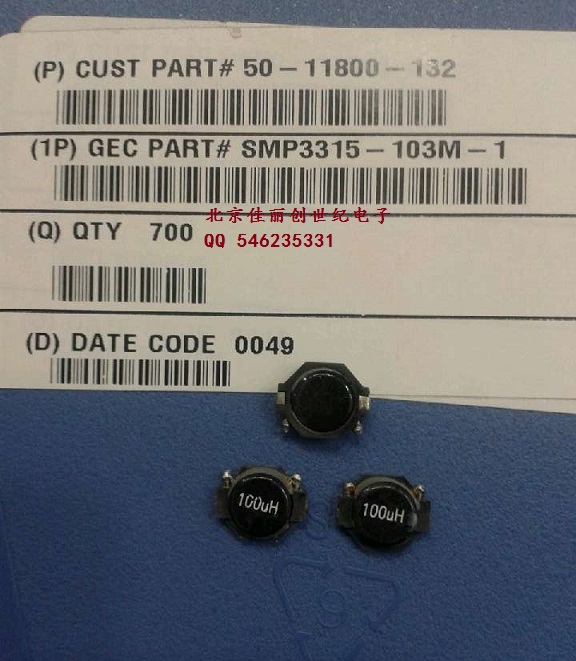 (P) CUST PART# 50-11800-132
(1P) GEC PART# SMP3315-103M-1
北京佳丽创世纪电子
(Q) QTY 700
QQ 546235331
(D) DATE CODE 0049
100uH
100uH